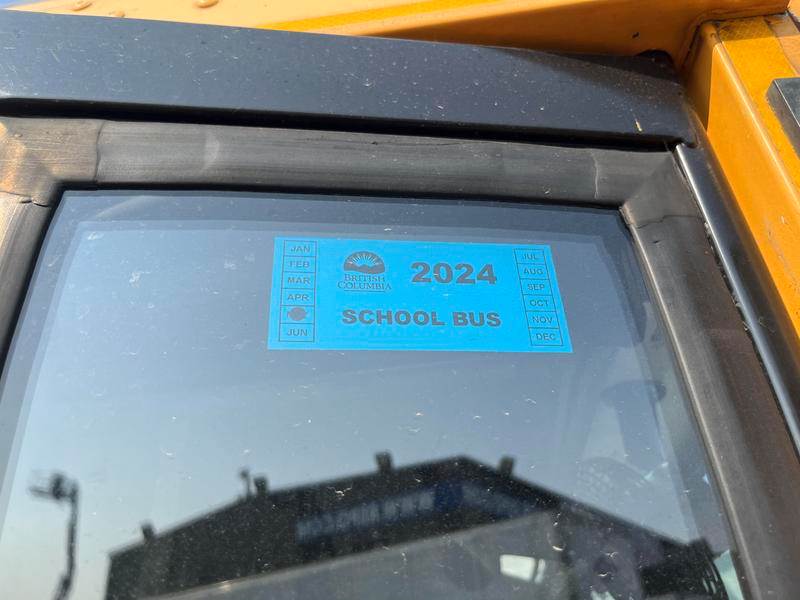 JAN
FEB
MAR
APR
JUN
BRITISH
COLUMBIA
2024
SCHOOL BUS
JUL
AUG
SEP
OCT
NOV
DEC